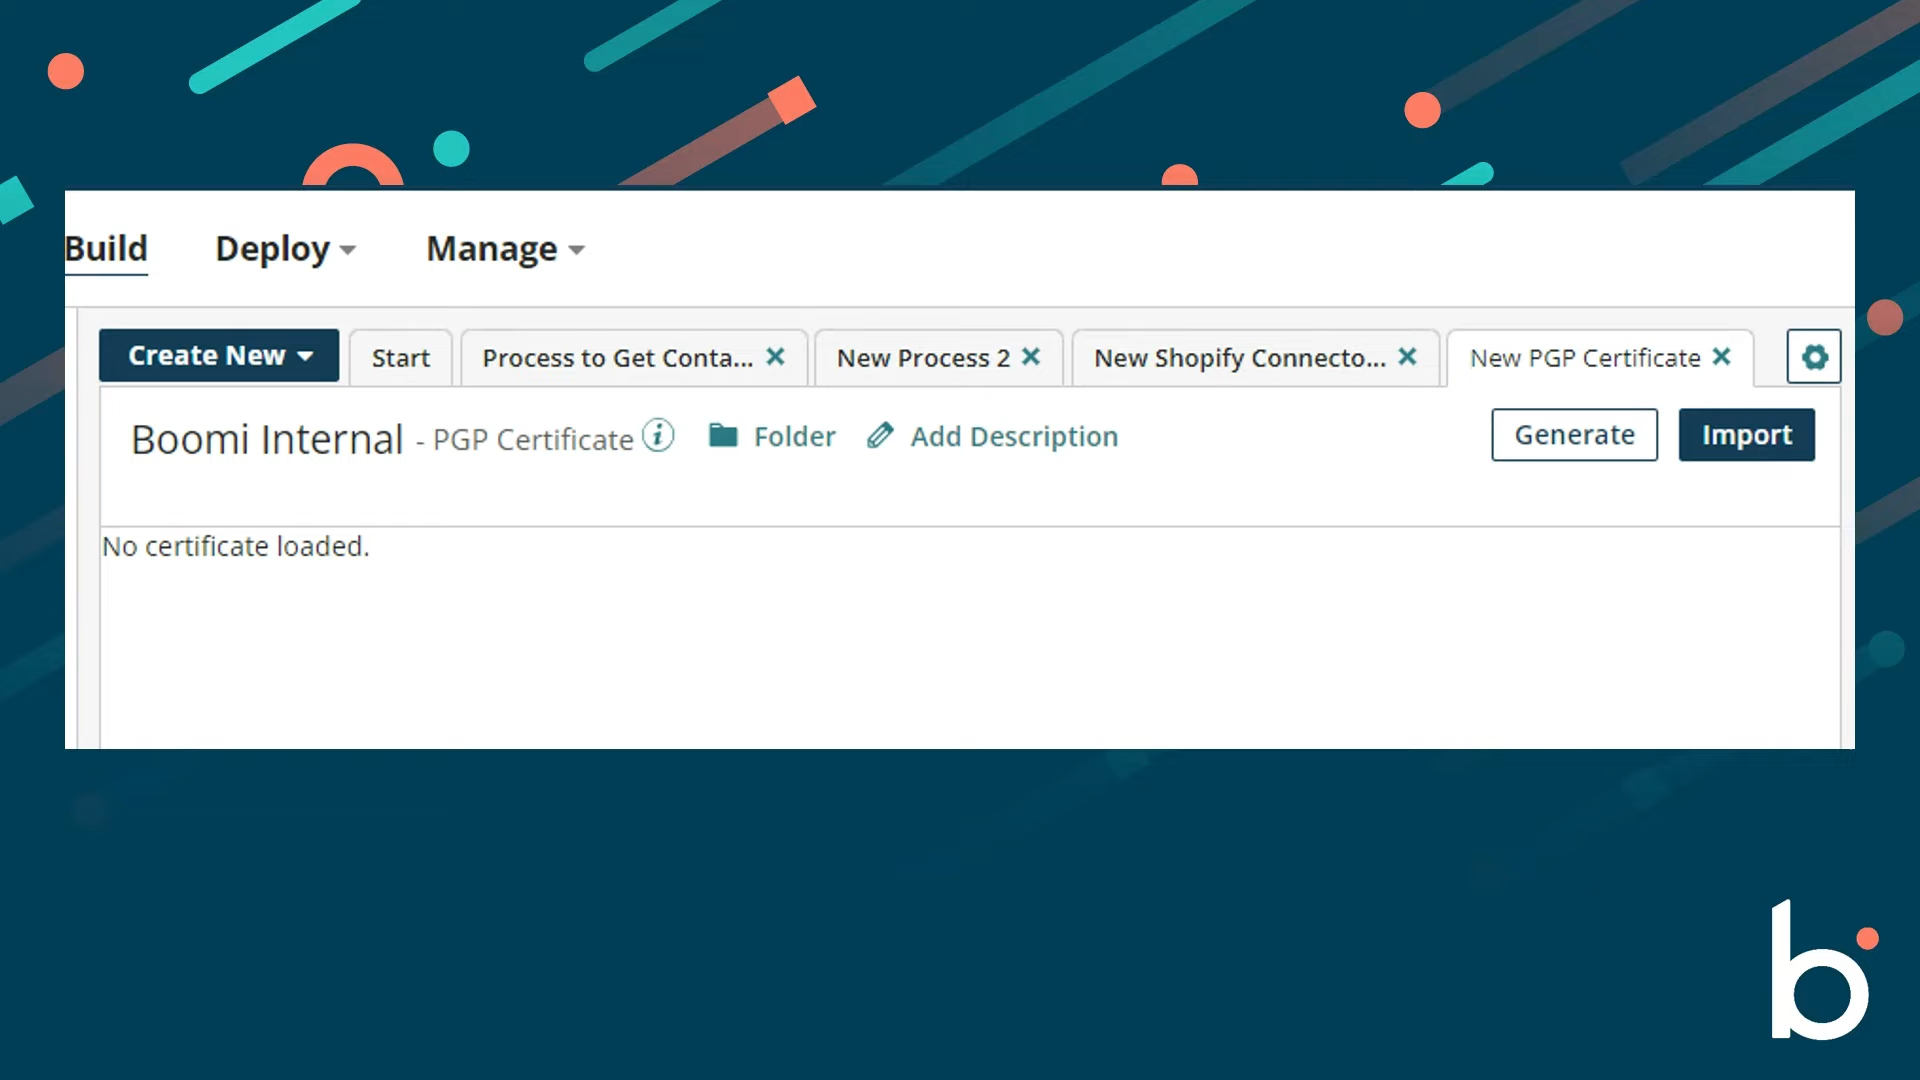 Build Deploy Manage
Create New Start Process to Get Conta... New Process 2 New Shopify Connecto... New PGP Certificate
Boomi Internal - PGP Certificate i Folder Add Description Generate Import
No certificate loaded.
b